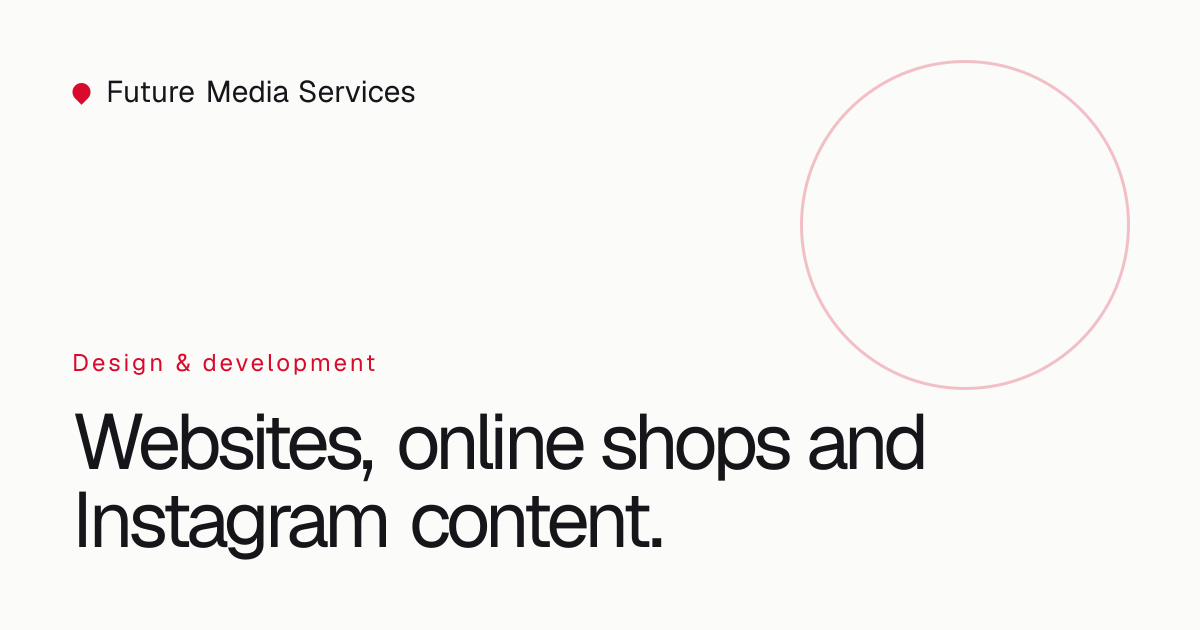 Future Media Services
Design & development
Websites, online shops and
Instagram content.